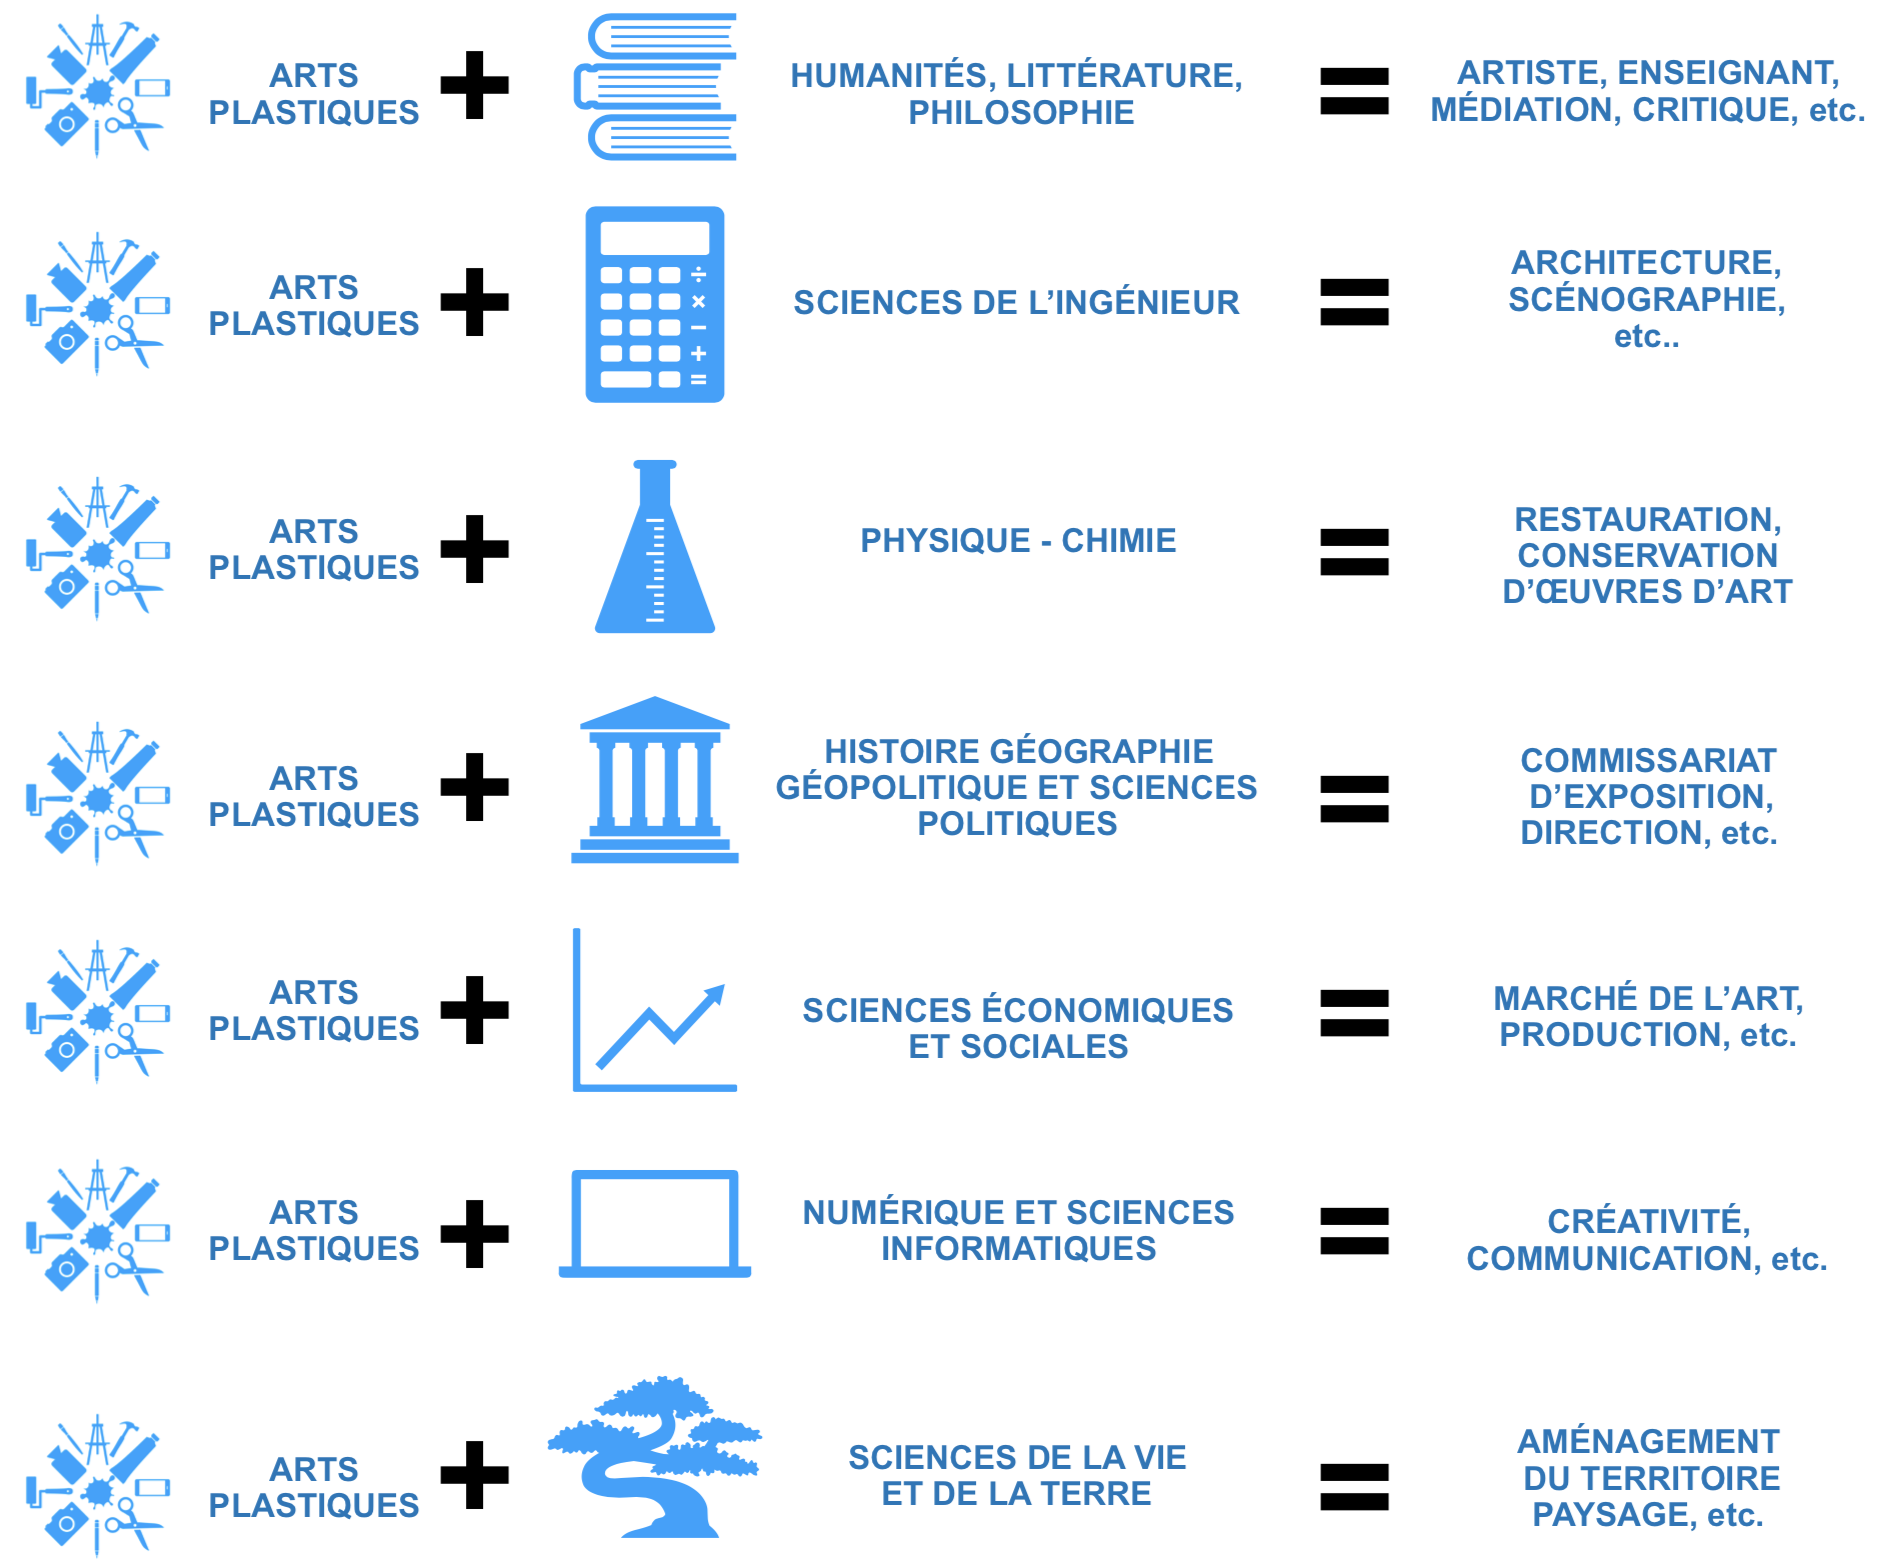 ARTS
PLASTIQUES
+
HUMANITÉS, LITTÉRATURE,
PHILOSOPHIE
=
ARTISTE, ENSEIGNANT,
MÉDIATION, CRITIQUE, etc.
ARTS
PLASTIQUES
+
SCIENCES DE L’INGÉNIEUR
=
ARCHITECTURE,
SCÉNOGRAPHIE,
etc..
ARTS
PLASTIQUES
+
PHYSIQUE - CHIMIE
=
RESTAURATION,
CONSERVATION
D’ŒUVRES D’ART
ARTS
PLASTIQUES
+
HISTOIRE GÉOGRAPHIE
GÉOPOLITIQUE ET SCIENCES
POLITIQUES
=
COMMISSARIAT
D’EXPOSITION,
DIRECTION, etc.
ARTS
PLASTIQUES
+
SCIENCES ÉCONOMIQUES
ET SOCIALES
=
MARCHÉ DE L’ART,
PRODUCTION, etc.
ARTS
PLASTIQUES
+
NUMÉRIQUE ET SCIENCES
INFORMATIQUES
=
CRÉATIVITÉ,
COMMUNICATION, etc.
ARTS
PLASTIQUES
+
SCIENCES DE LA VIE
ET DE LA TERRE
=
AMÉNAGEMENT
DU TERRITOIRE
PAYSAGE, etc.